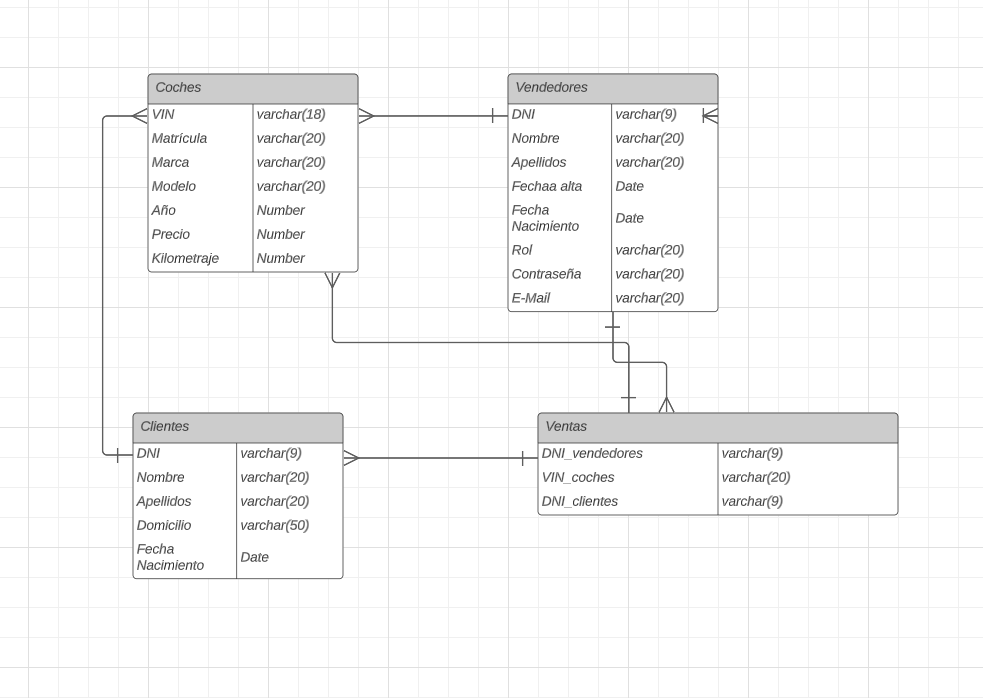 Coches
VIN varchar(18)
Matrícula varchar(20)
Marca varchar(20)
Modelo varchar(20)
Año Number
Precio Number
Kilometraje Number
Vendedores
DNI varchar(9)
Nombre varchar(20)
Apellidos varchar(20)
Fechaa alta Date
Fecha
Nacimiento Date
Rol varchar(20)
Contraseña varchar(20)
E-Mail varchar(20)
Clientes
DNI varchar(9)
Nombre varchar(20)
Apellidos varchar(20)
Domicilio varchar(50)
Fecha
Nacimiento Date
Ventas
DNI_vendedores varchar(9)
VIN_coches varchar(20)
DNI_clientes varchar(9)